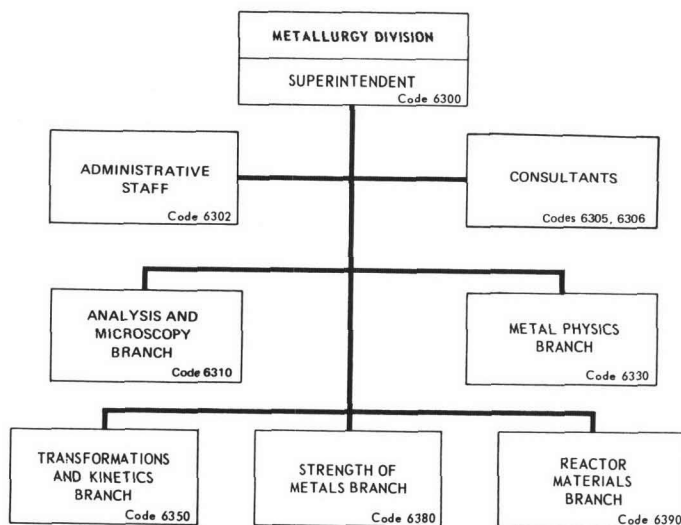 METALLURGY DIVISION
SUPERINTENDENT
Code 6300
ADMINISTRATIVE
STAFF
Code 6302
CONSULTANTS
Codes 6305, 6306
ANALYSIS AND
MICROSCOPY
BRANCH
Code 6310
METAL PHYSICS
BRANCH
Code 6330
TRANSFORMATIONS
AND KINETICS
BRANCH
Code 6350
STRENGTH OF
METALS BRANCH
Code 6380
REACTOR
MATERIALS
BRANCH
Code 6390